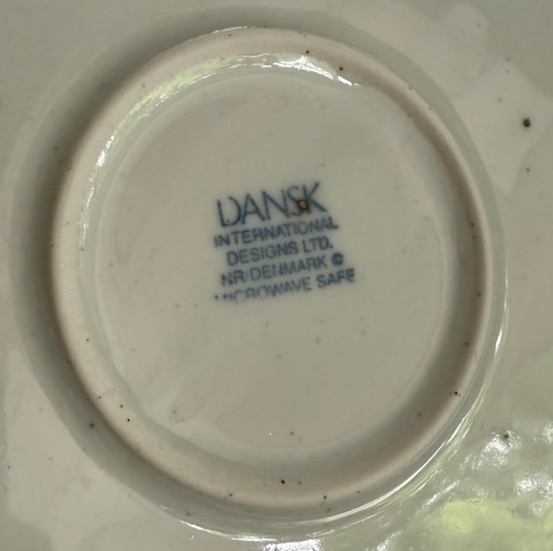 DANSK
INTERNATIONAL
DESIGNS LTD.
NR/DENMARK ©
MICROWAVE SAFE